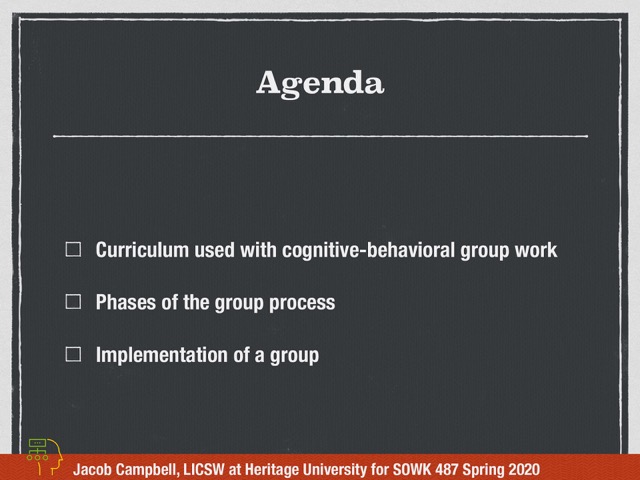 Agenda
Curriculum used with cognitive-behavioral group work
Phases of the group process
Implementation of a group
Jacob Campbell, LICSW at Heritage University for SOWK 487 Spring 2020